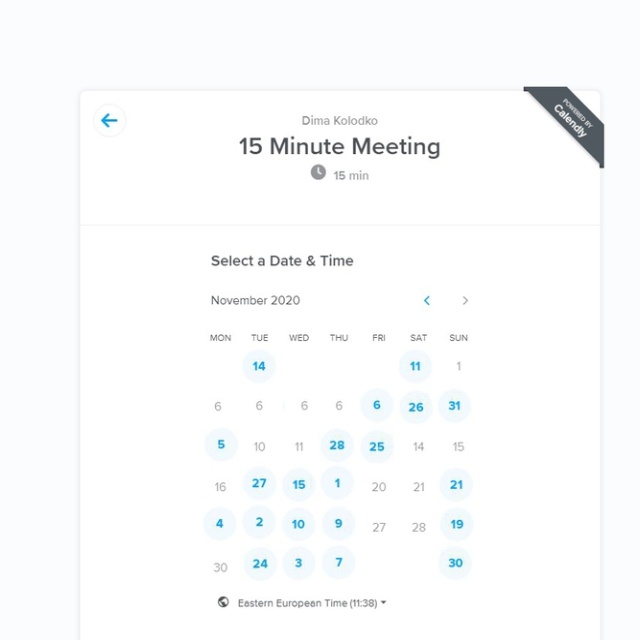 POWERED BY
Calendly
Dima Kolodko
15 Minute Meeting
15 min
Select a Date & Time
November 2020
MON TUE WED THU FRI SAT SUN
14 11 1
6 6 6 6 6 26 31
5 10 11 28 25 14 15
16 27 15 1 20 21 21
4 2 10 9 27 28 19
30 24 3 7 30
Eastern European Time (11:38)